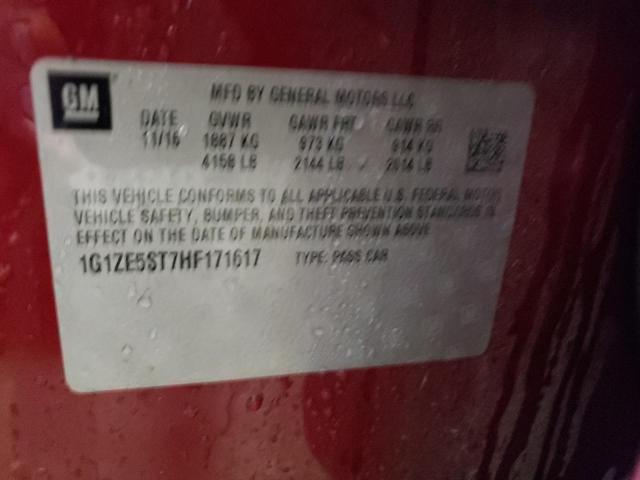 GM
MFD BY GENERAL MOTORS LLC
DATE GVWR GAWR FRT GAWR RR
11/16 1887 KG 973 KG 914 KG
4158 LB 2144 LB 2014 LB
THIS VEHICLE CONFORMS TO ALL APPLICABLE U.S. FEDERAL MOTOR
VEHICLE SAFETY, BUMPER, AND THEFT PREVENTION STANDARDS IN
EFFECT ON THE DATE OF MANUFACTURE SHOWN ABOVE
1G1ZE5ST7HF171617 TYPE: PASS CAR